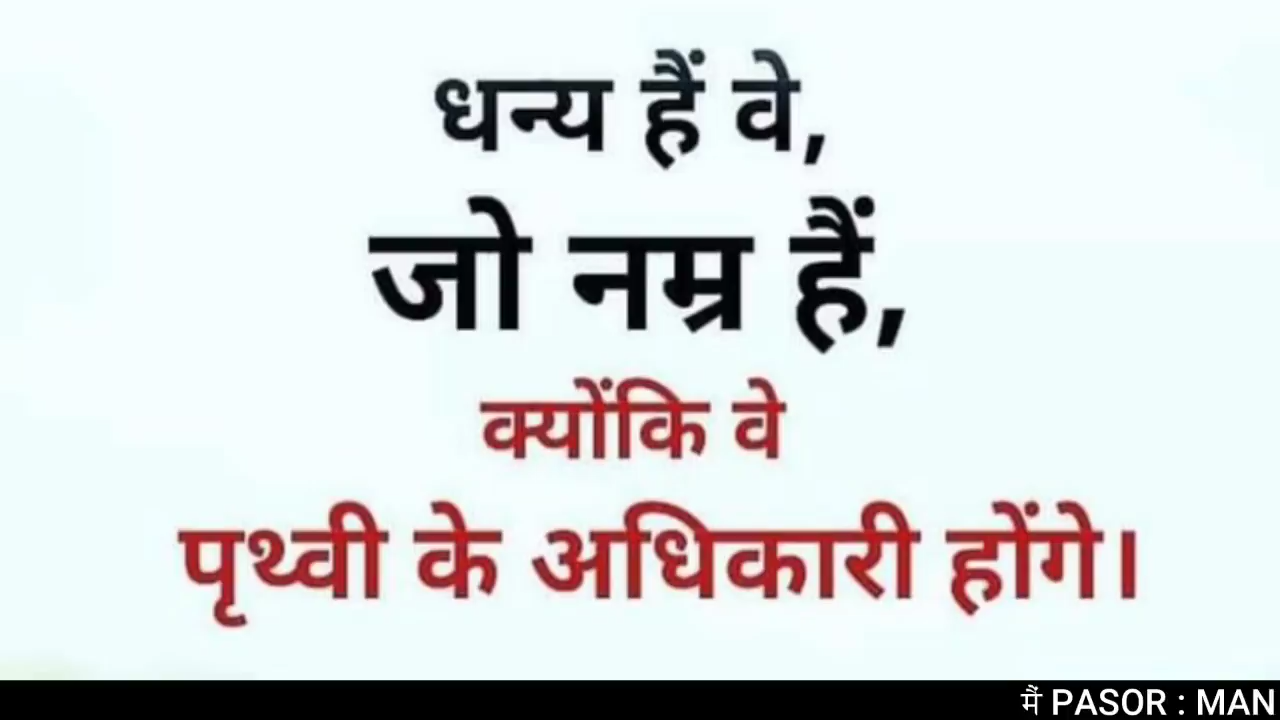 धन्य हैं वे,
जो नम्र हैं,
क्योंकि वे
पृथ्वी के अधिकारी होंगे।
मैं PASOR : MAN